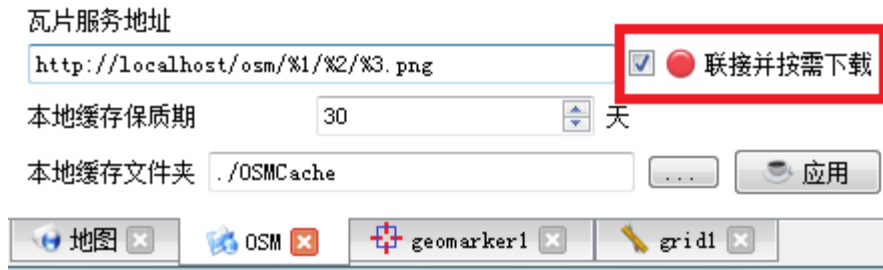 瓦片服务地址
http://localhost/osm/%1/%2/%3.png 联接并按需下载
本地缓存保质期 30 天
本地缓存文件夹 ./OSMCache ... 应用
地图 OSM geomarker1 grid1